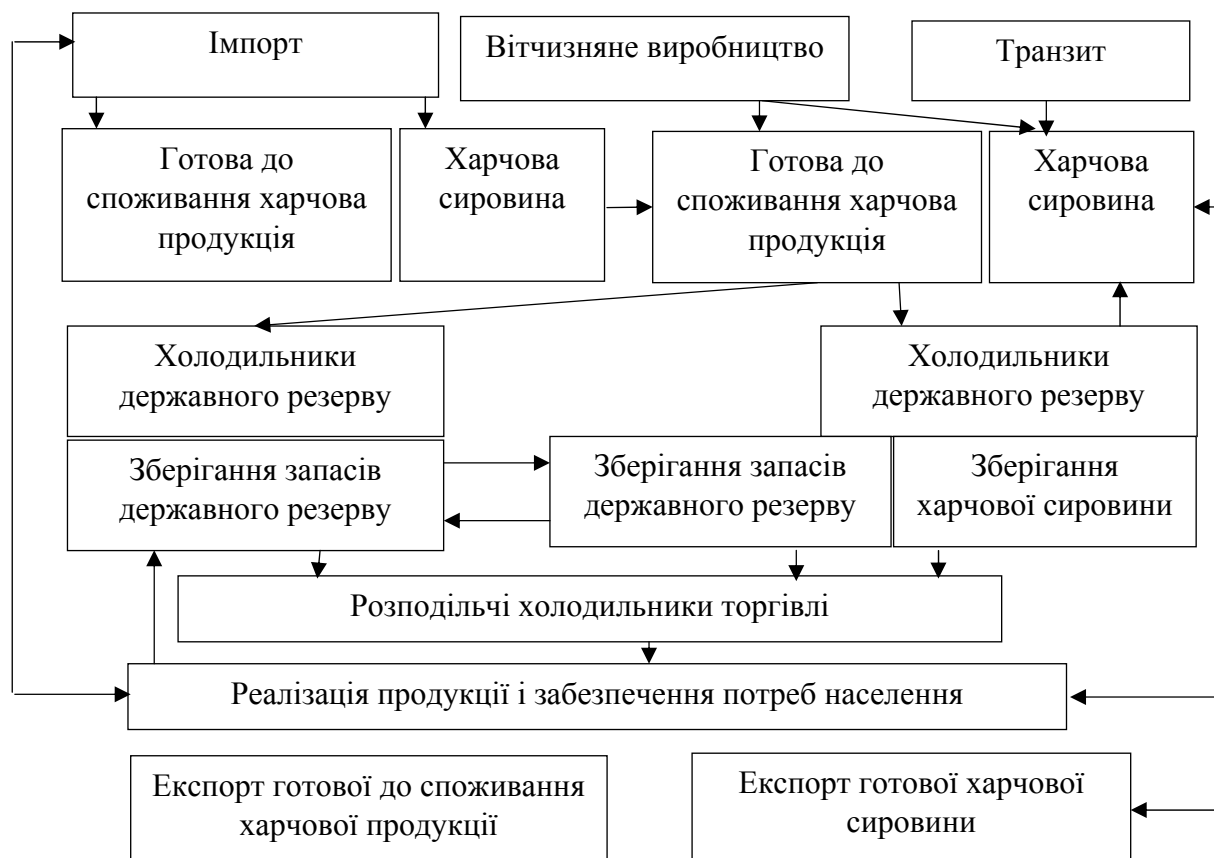 Імпорт
Вітчизняне виробництво
Транзит
Готова до
споживання харчова
продукція
Харчова
сировина
Готова до
споживання харчова
продукція
Харчова
сировина
Холодильники
державного резерву
Холодильники
державного резерву
Зберігання запасів
державного резерву
Зберігання запасів
державного резерву
Зберігання
харчової сировини
Розподільчі холодильники торгівлі
Реалізація продукції і забезпечення потреб населення
Експорт готової до споживання
харчової продукції
Експорт готової харчової
сировини